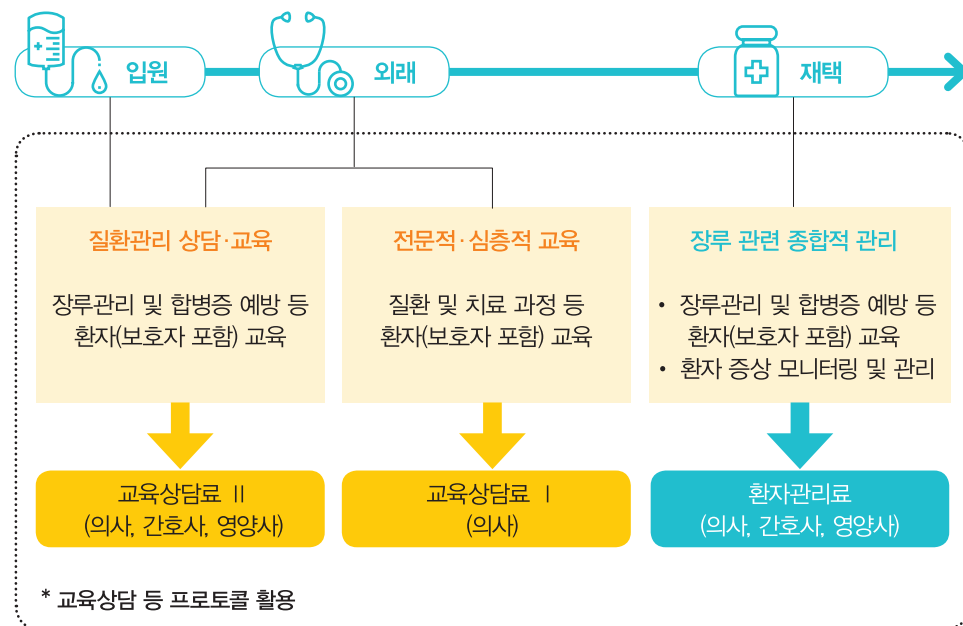 입원
외래
재택
질환관리 상담·교육
장루관리 및 합병증 예방 등
환자(보호자 포함) 교육
전문적·심층적 교육
질환 및 치료 과정 등
환자(보호자 포함) 교육
장루 관련 종합적 관리
• 장루관리 및 합병증 예방 등
환자(보호자 포함) 교육
• 환자 증상 모니터링 및 관리
교육상담료 Ⅱ
(의사, 간호사, 영양사)
교육상담료 Ⅰ
(의사)
환자관리료
(의사, 간호사, 영양사)
* 교육상담 등 프로토콜 활용